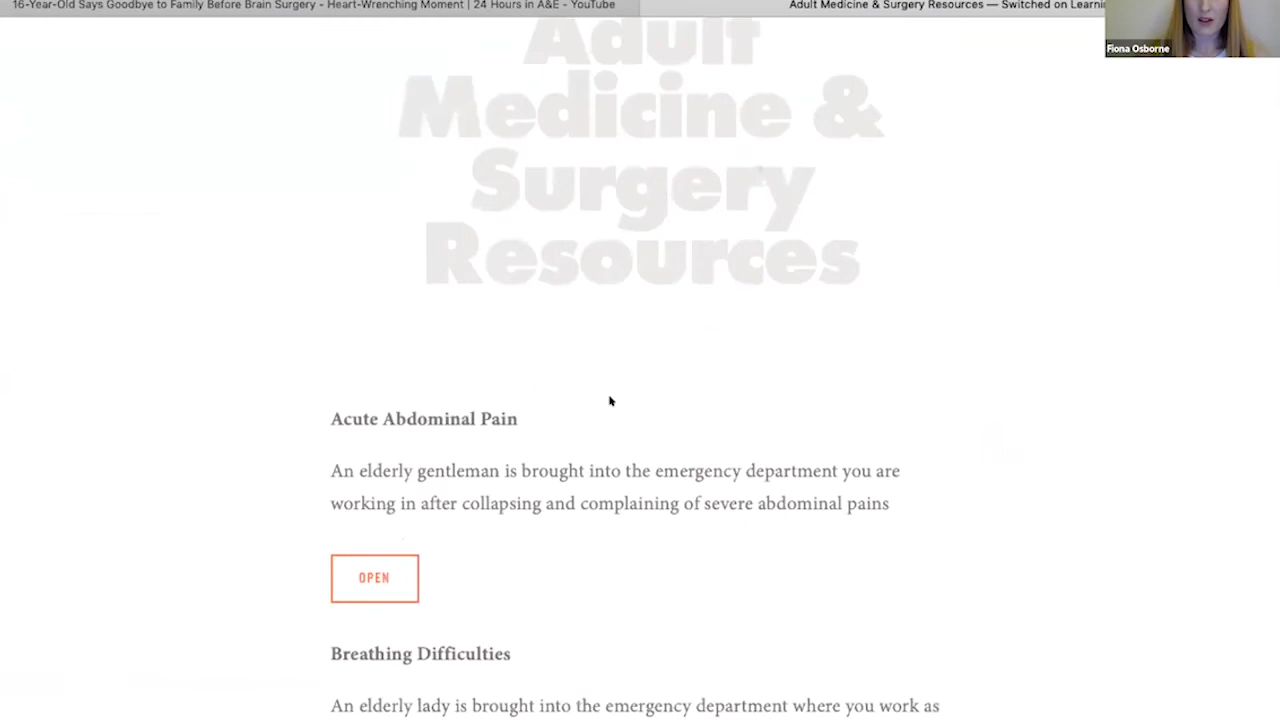 16-Year-Old Says Goodbye to Family Before Brain Surgery - Heart-Wrenching Moment | 24 Hours in A&E - YouTube
Adult Medicine & Surgery Resources — Switched on Learnin
Fiona Osborne
Adult
Medicine &
Surgery
Resources
Acute Abdominal Pain
An elderly gentleman is brought into the emergency department you are
working in after collapsing and complaining of severe abdominal pains
OPEN
Breathing Difficulties
An elderly lady is brought into the emergency department where you work as